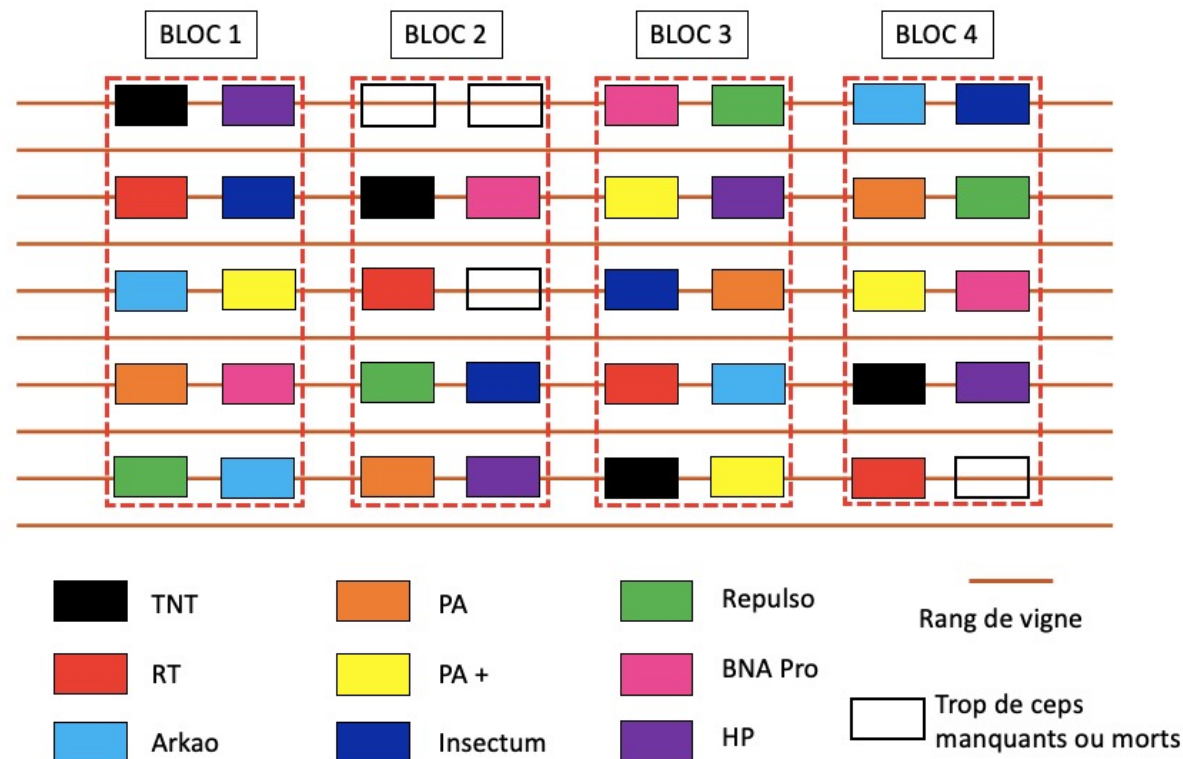 BLOC 1
BLOC 2
BLOC 3
BLOC 4
TNT
PA
Repulso
Rang de vigne
RT
PA +
BNA Pro
Trop de ceps
manquants ou morts
Arkao
Insectum
HP